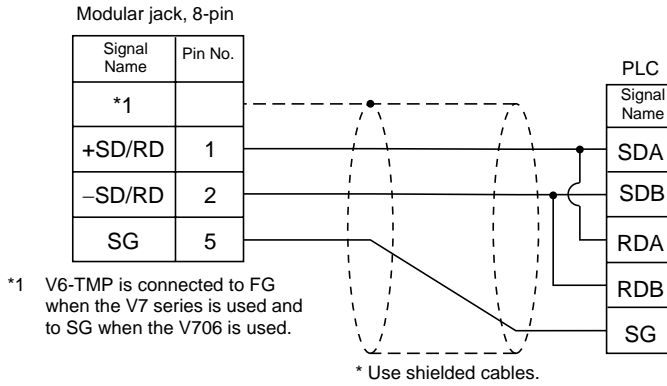 Modular jack, 8-pin
Signal
Name
Pin No.
*1
+SD/RD 1
−SD/RD 2
SG 5
*1 V6-TMP is connected to FG
when the V7 series is used and
to SG when the V706 is used.
PLC
Signal
Name
SDA
SDB
RDA
RDB
SG
* Use shielded cables.